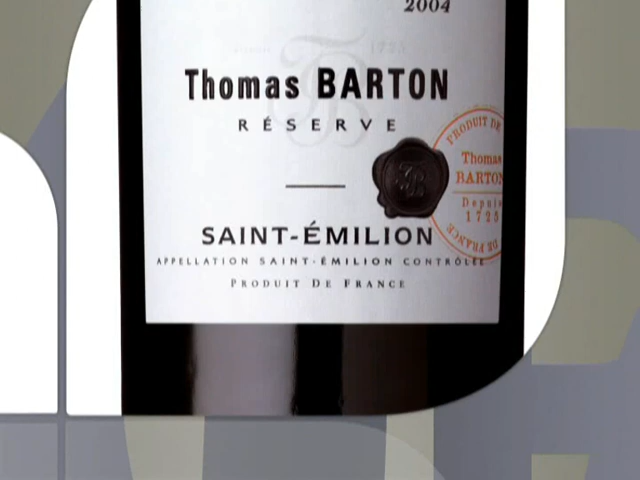 2004
1725
Thomas BARTON
RÉSERVE
SAINT-ÉMILION
APPELLATION SAINT-ÉMILION CONTRÔLÉE
PRODUIT DE FRANCE
PRODUIT DE
Thomas
BARTON
Depuis
1725
DE FRANCE